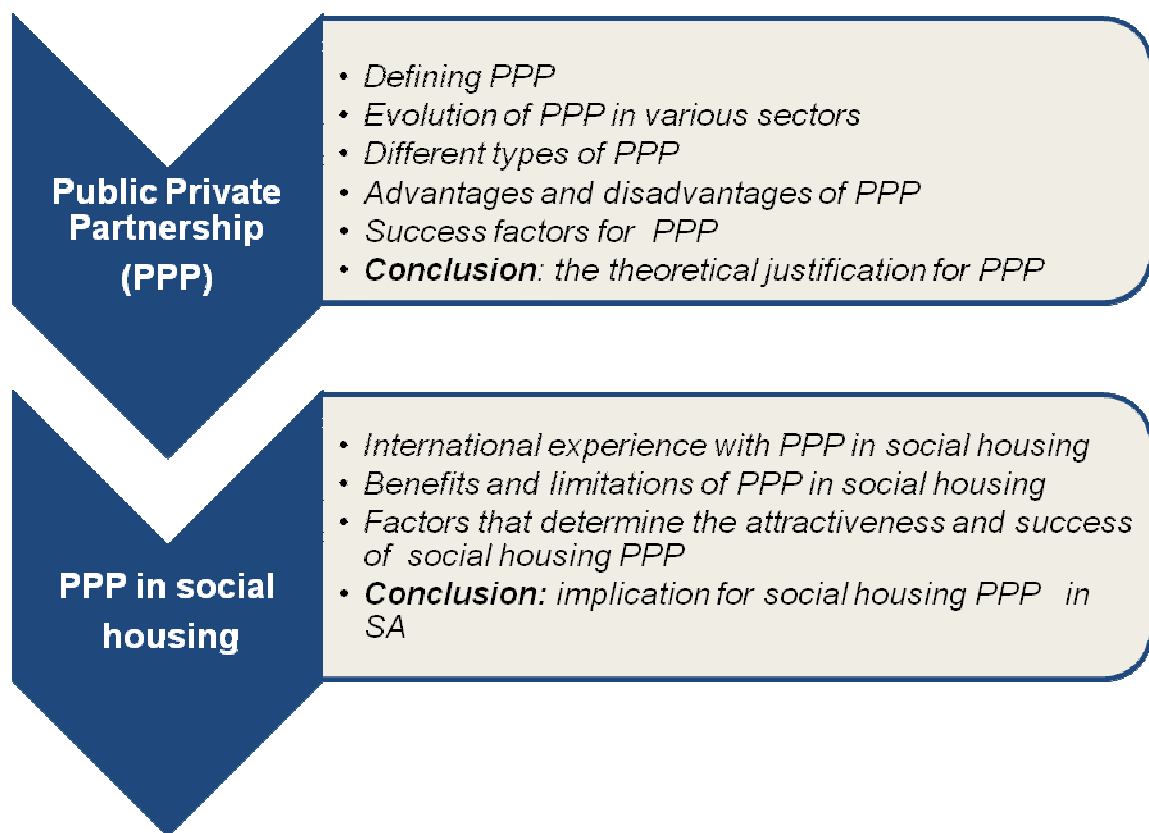 Public Private
Partnership
(PPP)
• Defining PPP
• Evolution of PPP in various sectors
• Different types of PPP
• Advantages and disadvantages of PPP
• Success factors for PPP
• Conclusion: the theoretical justification for PPP
PPP in social
housing
• International experience with PPP in social housing
• Benefits and limitations of PPP in social housing
• Factors that determine the attractiveness and success
of social housing PPP
• Conclusion: implication for social housing PPP in
SA